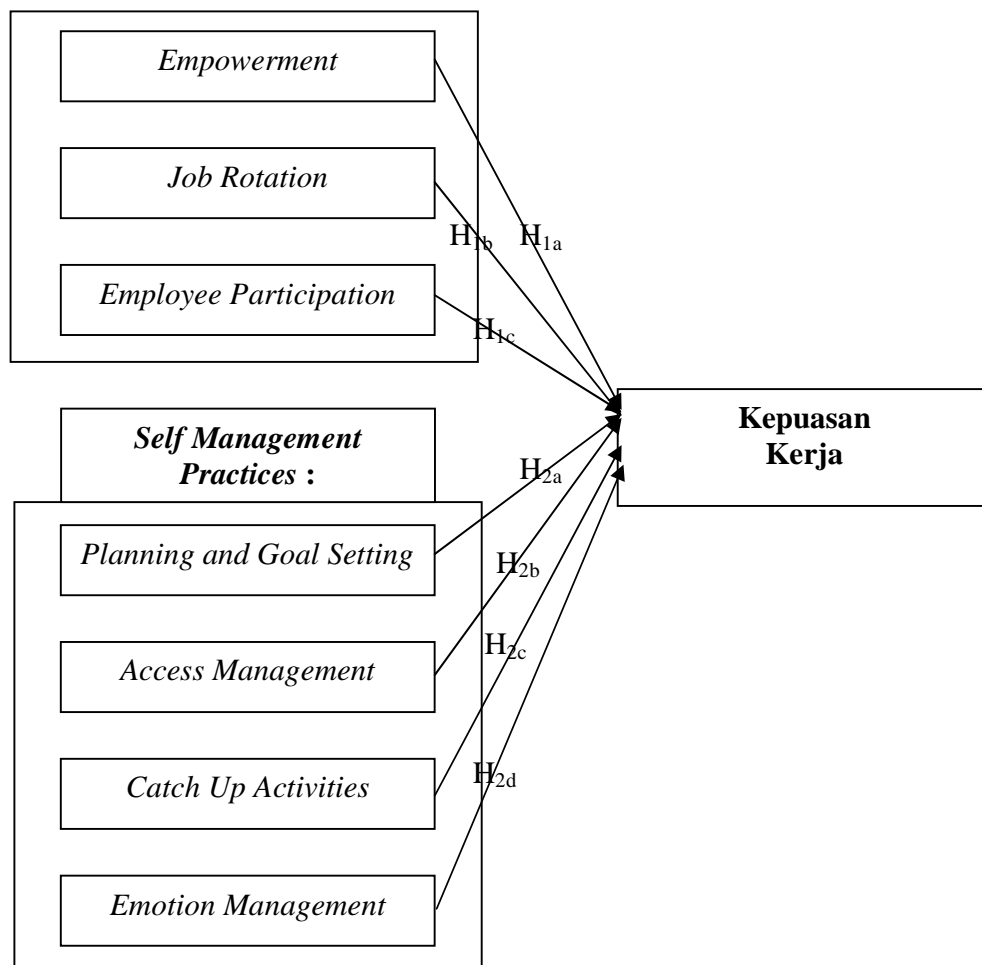 Empowerment
Job Rotation
H1b
H1a
Employee Participation
H1c
Kepuasan
Kerja
Self Management
Practices :
H2a
Planning and Goal Setting
H2b
Access Management
H2c
Catch Up Activities
H2d
Emotion Management